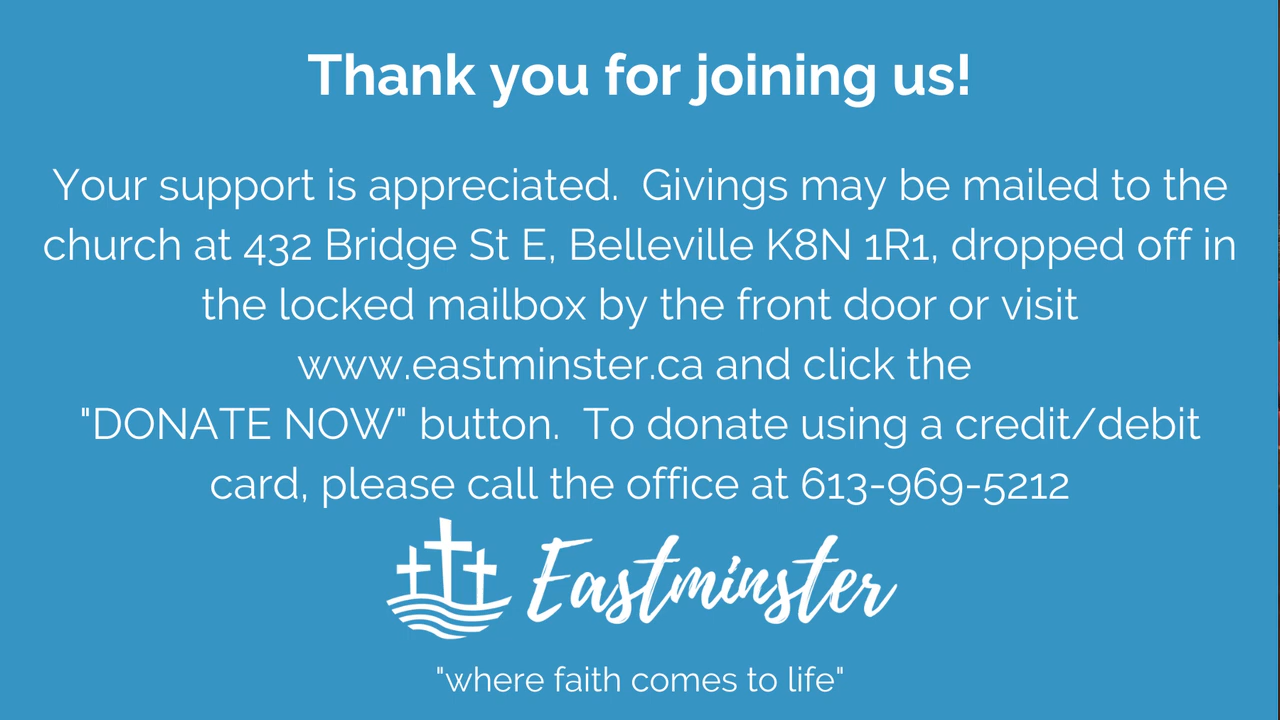 Thank you for joining us!
Your support is appreciated.  Givings may be mailed to the
church at 432 Bridge St E, Belleville K8N 1R1, dropped off in
the locked mailbox by the front door or visit
www.eastminster.ca and click the
"DONATE NOW" button.  To donate using a credit/debit
card, please call the office at 613-969-5212
Eastminster
"where faith comes to life"